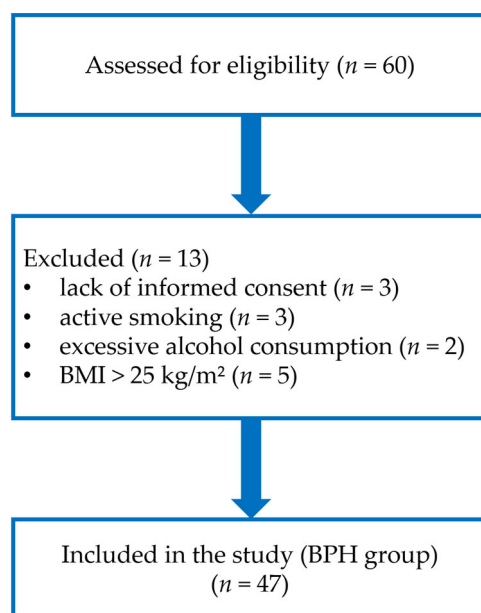 Assessed for eligibility (n = 60)
Excluded (n = 13)
• lack of informed consent (n = 3)
• active smoking (n = 3)
• excessive alcohol consumption (n = 2)
• BMI > 25 kg/m² (n = 5)
Included in the study (BPH group)
(n = 47)